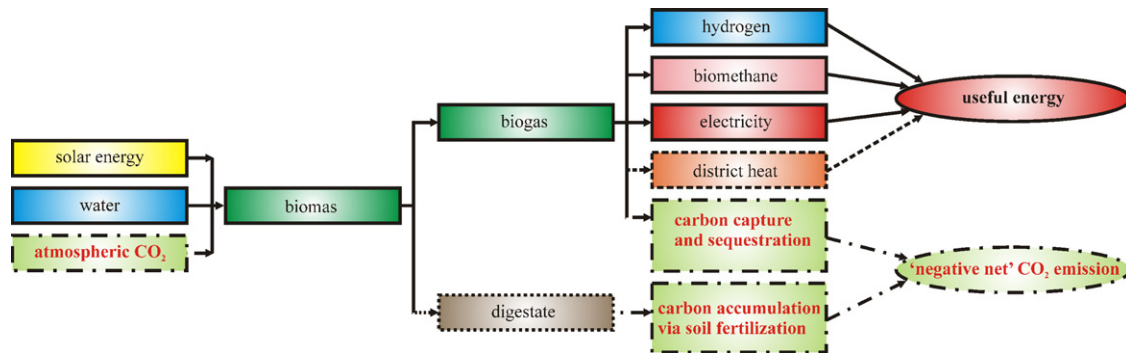 solar energy
water
atmospheric CO₂
biomas
biogas
digestate
hydrogen
biomethane
electricity
district heat
carbon capture
and sequestration
carbon accumulation
via soil fertilization
useful energy
‘negative net’ CO₂ emission